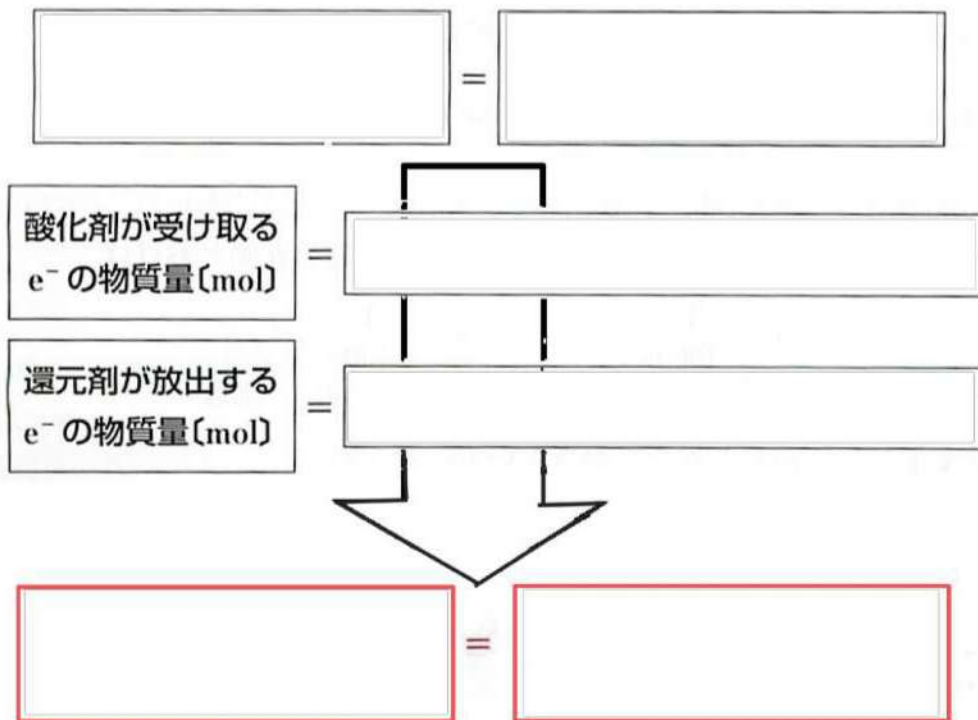 =
酸化剤が受け取る
e⁻ の物質量〔mol〕
=
還元剤が放出する
e⁻ の物質量〔mol〕
=
=